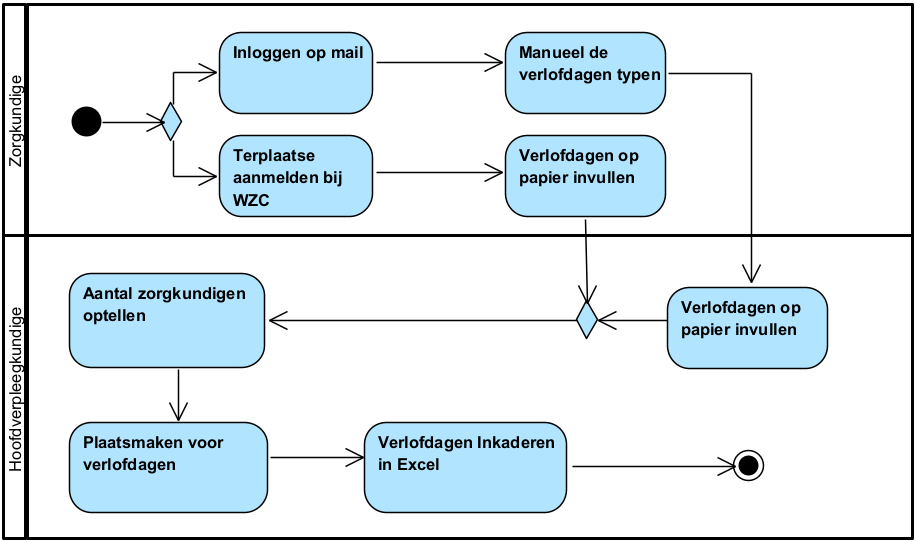 Zorgkundige
Inloggen op mail
Manueel de
verlofdagen typen
Terplaatse
aanmelden bij
WZC
Verlofdagen op
papier invullen
Hoofdverpleegkundige
Aantal zorgkundigen
optellen
Verlofdagen op
papier invullen
Plaatsmaken voor
verlofdagen
Verlofdagen Inkaderen
in Excel